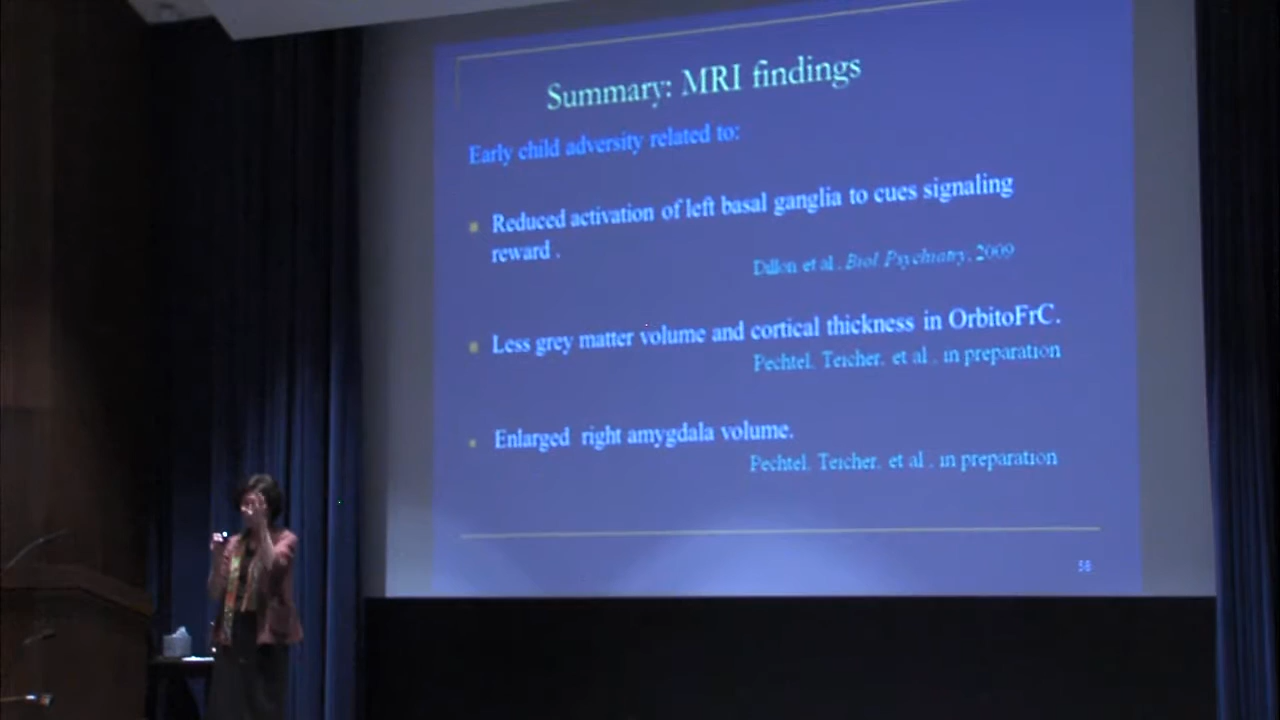 Summary: MRI findings
Early child adversity related to:
Reduced activation of left basal ganglia to cues signaling
reward .
Dillon et al., Biol Psychiatry, 2009
Less grey matter volume and cortical thickness in OrbitoFrC.
Pechtel, Teicher, et al., in preparation
Enlarged right amygdala volume.
Pechtel, Teicher, et al., in preparation
58